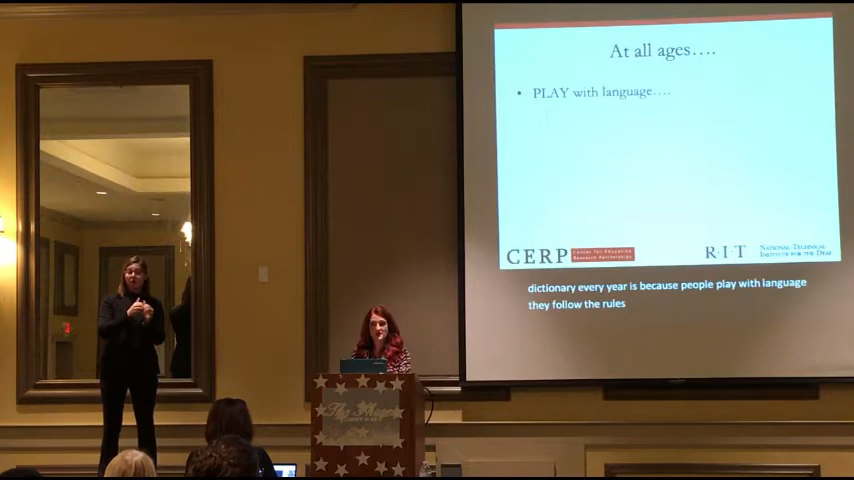 At all ages....
• PLAY with language....
CERP Center for Education
Research Partnerships
R·I·T NATIONAL TECHNICAL
INSTITUTE FOR THE DEAF
dictionary every year is because people play with language
they follow the rules